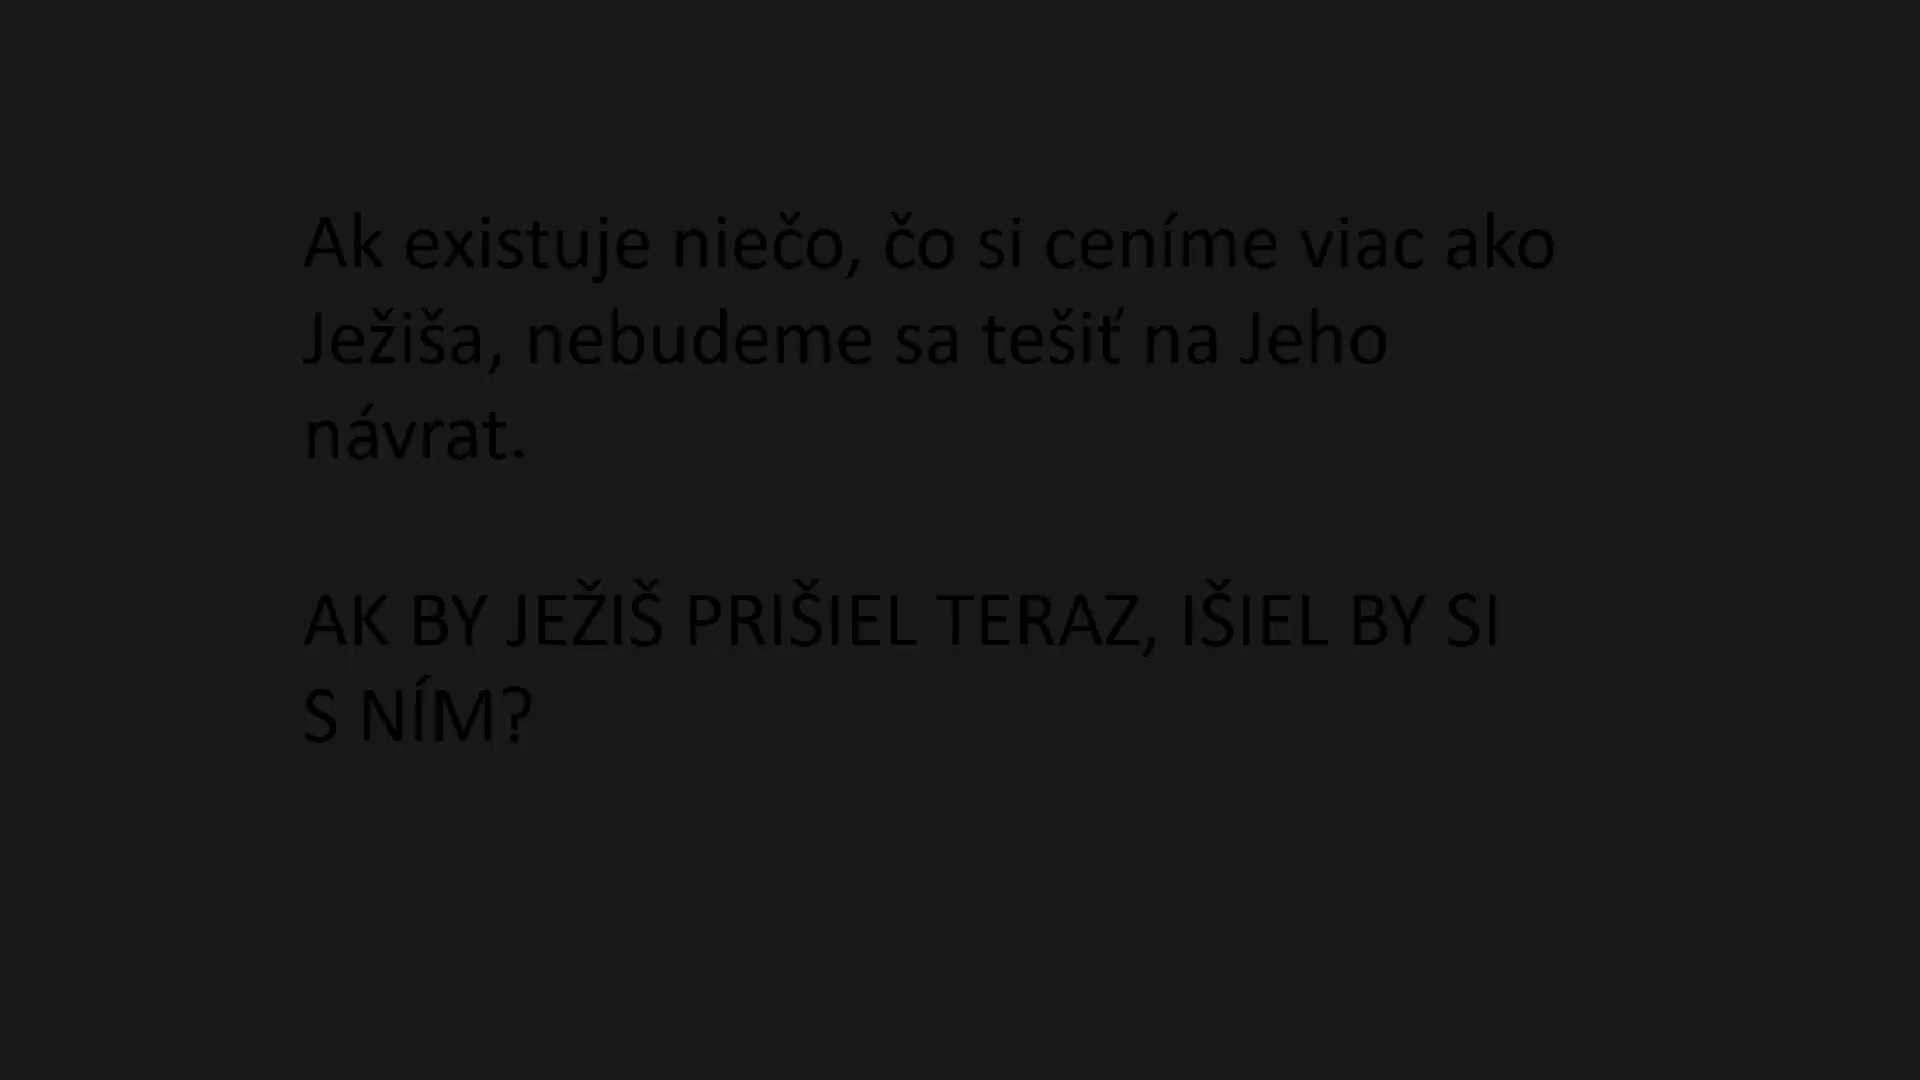 Ak existuje niečo, čo si ceníme viac ako
Ježiša, nebudeme sa tešiť na Jeho
návrat.
AK BY JEŽIŠ PRIŠIEL TERAZ, IŠIEL BY SI
S NÍM?